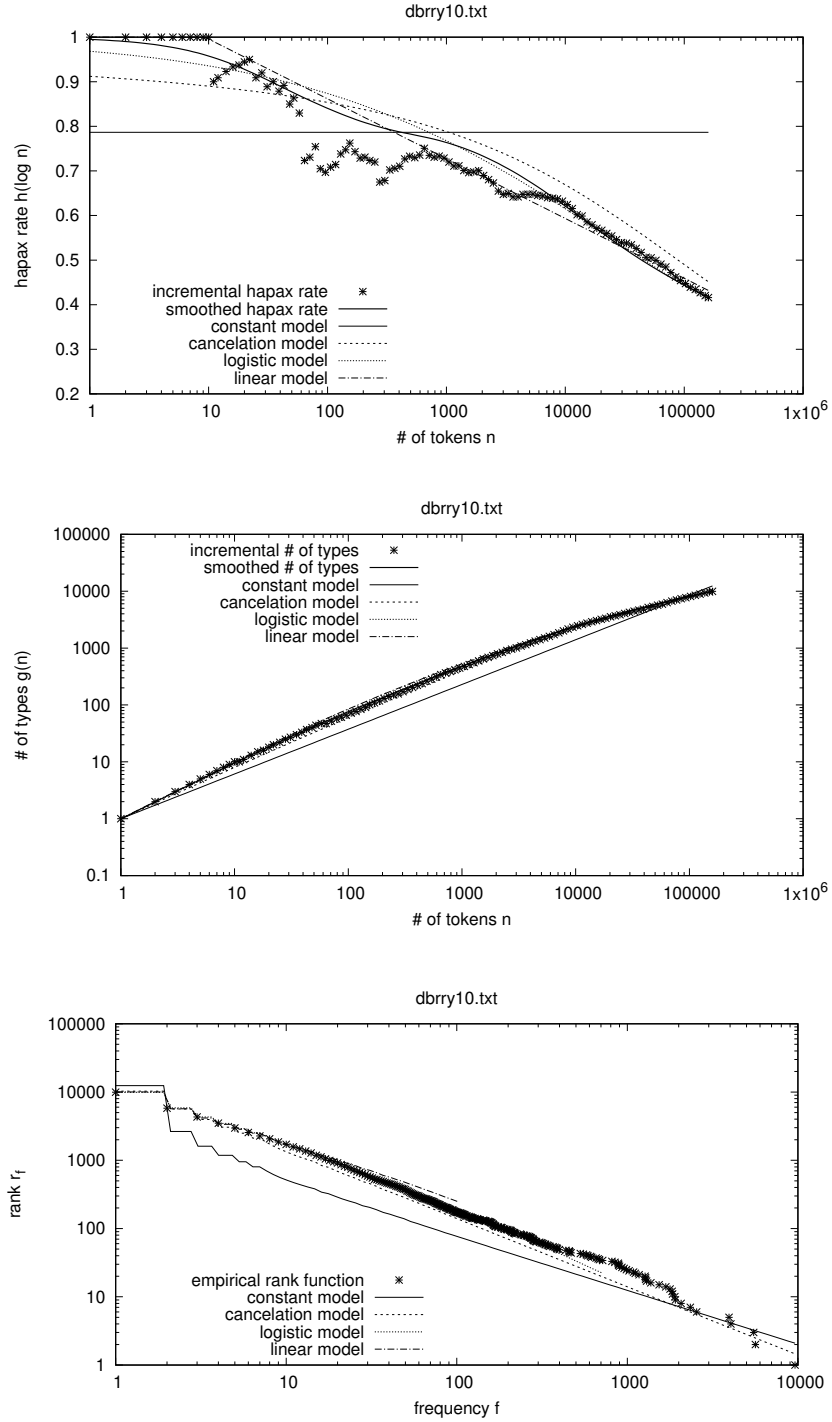 dbrry10.txt
1
0.9
0.8
0.7
0.6
0.5
0.4
0.3
0.2
hapax rate h(log n)
incremental hapax rate
smoothed hapax rate
constant model
cancelation model
logistic model
linear model
1 10 100 1000 10000 100000 1x10⁶
# of tokens n
dbrry10.txt
100000
10000
1000
100
10
1
0.1
# of types g(n)
incremental # of types
smoothed # of types
constant model
cancelation model
logistic model
linear model
1 10 100 1000 10000 100000 1x10⁶
# of tokens n
dbrry10.txt
100000
10000
1000
100
10
1
rank r_f
empirical rank function
constant model
cancelation model
logistic model
linear model
1 10 100 1000 10000
frequency f